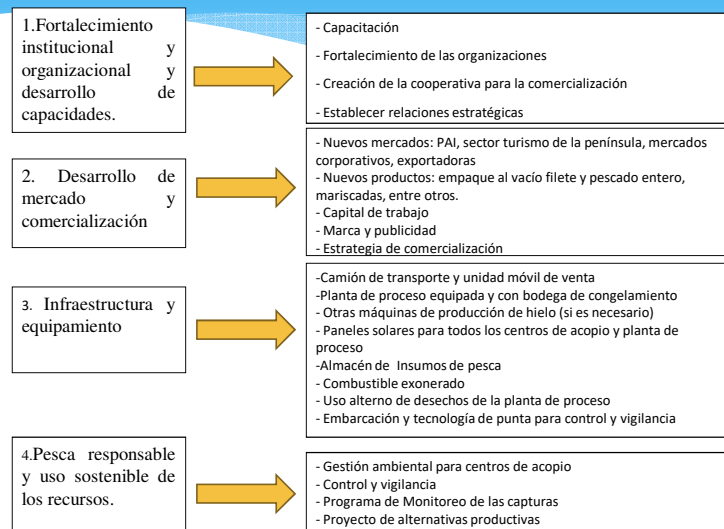 1.Fortalecimiento
institucional y
organizacional y
desarrollo de
capacidades.
- Capacitación
- Fortalecimiento de las organizaciones
- Creación de la cooperativa para la comercialización
- Establecer relaciones estratégicas
2. Desarrollo de
mercado y
comercialización
- Nuevos mercados: PAI, sector turismo de la península, mercados
corporativos, exportadoras
- Nuevos productos: empaque al vacío filete y pescado entero,
mariscadas, entre otros.
- Capital de trabajo
- Marca y publicidad
- Estrategia de comercialización
3. Infraestructura y
equipamiento
-Camión de transporte y unidad móvil de venta
-Planta de proceso equipada y con bodega de congelamiento
- Otras máquinas de producción de hielo (si es necesario)
- Paneles solares para todos los centros de acopio y planta de
proceso
-Almacén de Insumos de pesca
- Combustible exonerado
- Uso alterno de desechos de la planta de proceso
- Embarcación y tecnología de punta para control y vigilancia
4.Pesca responsable
y uso sostenible de
los recursos.
- Gestión ambiental para centros de acopio
- Control y vigilancia
- Programa de Monitoreo de las capturas
- Proyecto de alternativas productivas